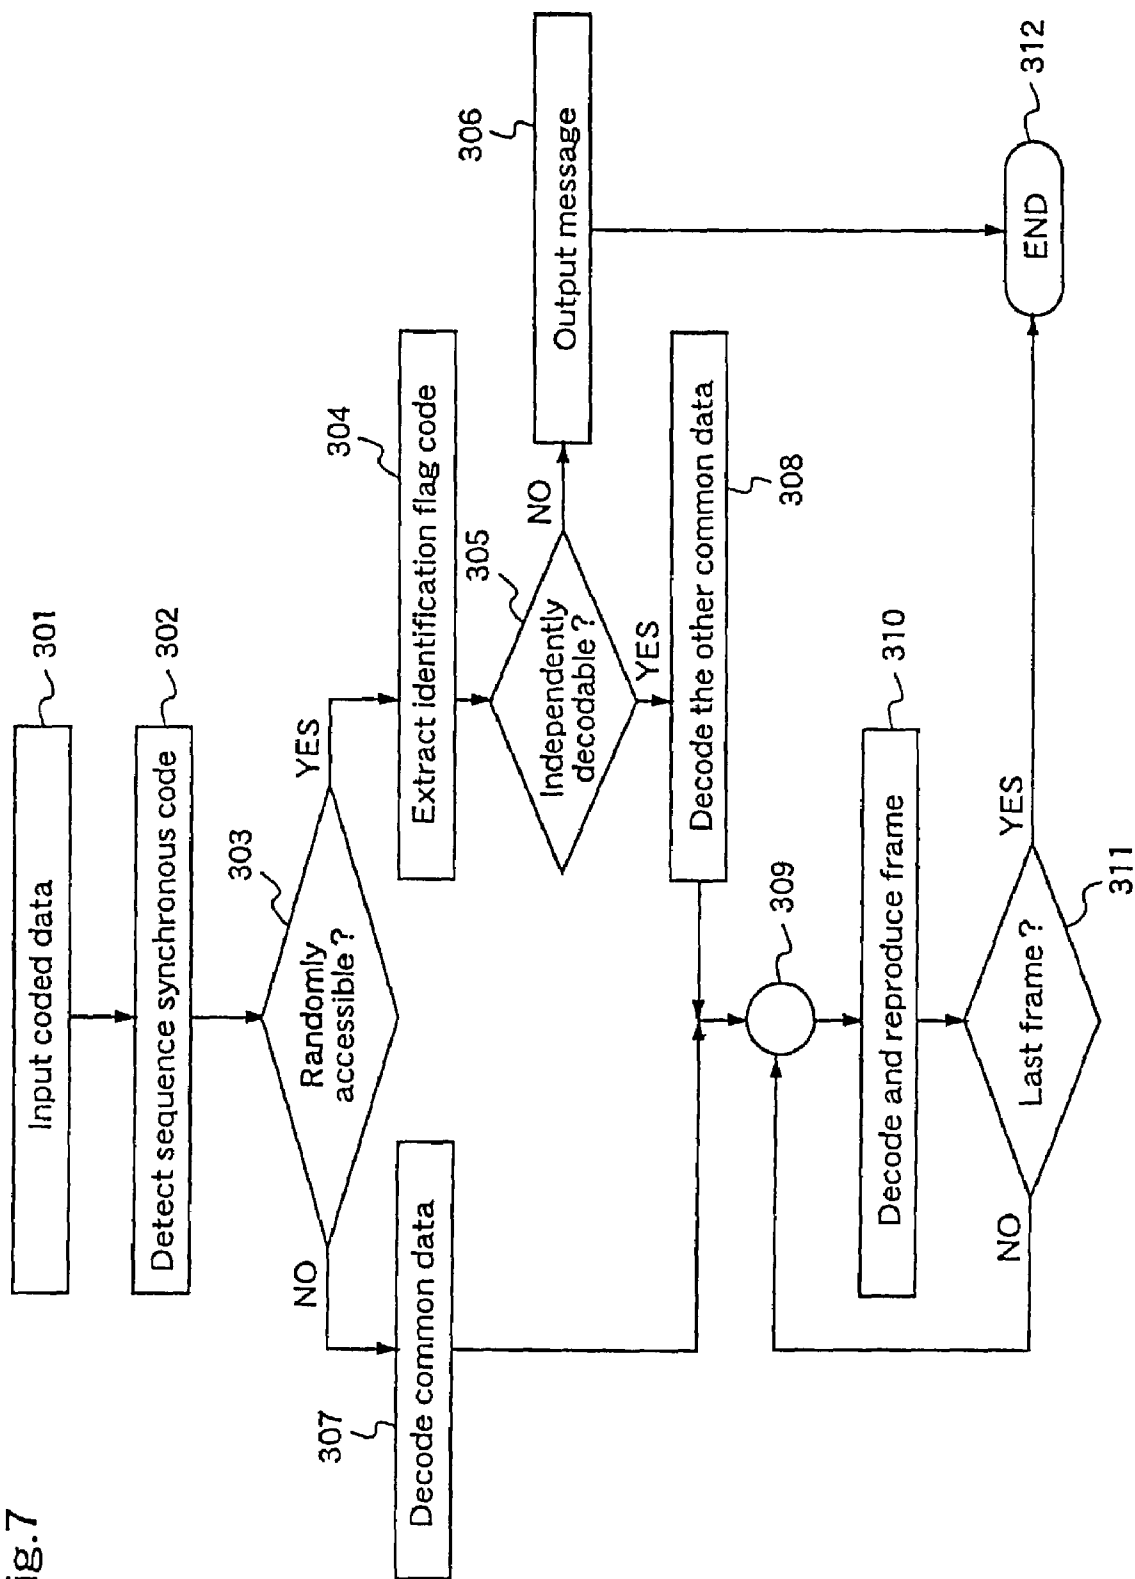 ig.7
Input coded data
301
Detect sequence synchronous code
302
Randomly
accessible?
303
NO
YES
307
Decode common data
Extract identification flag code
304
Independently
decodable?
305
NO
YES
Output message
306
Decode the other common data
308
309
Decode and reproduce frame
310
Last frame?
311
NO
YES
END
312